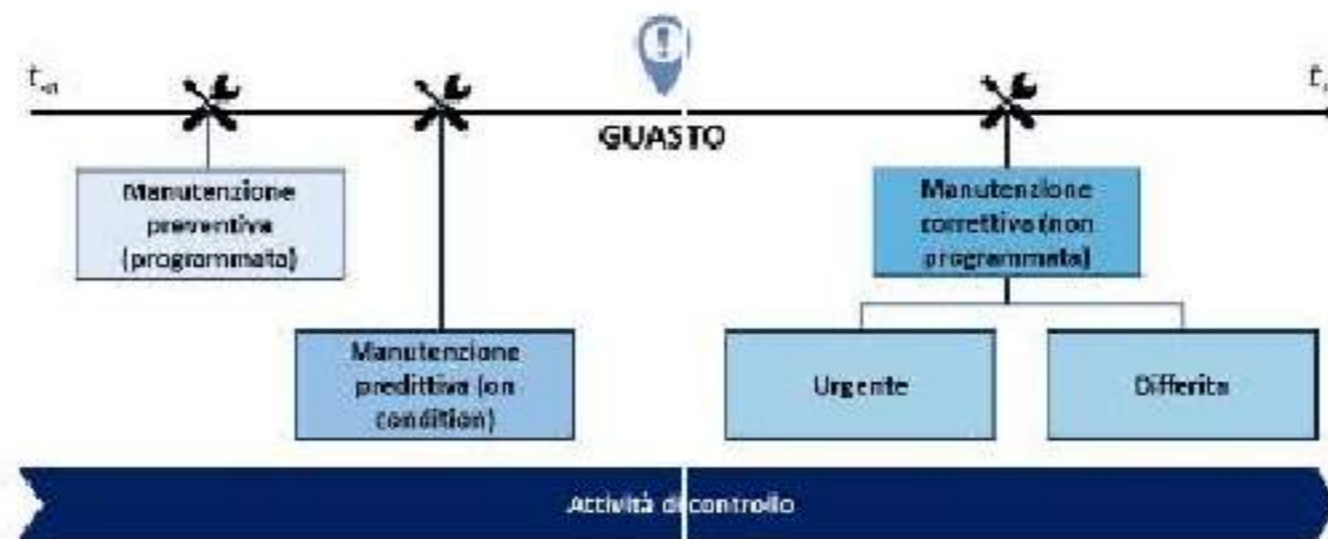 GUASTO
Manutenzione
preventiva
(programmata)
Manutenzione
correttiva (non
programmata)
Manutenzione
predittiva (on
condition)
Urgente
Differita
Attività di controllo